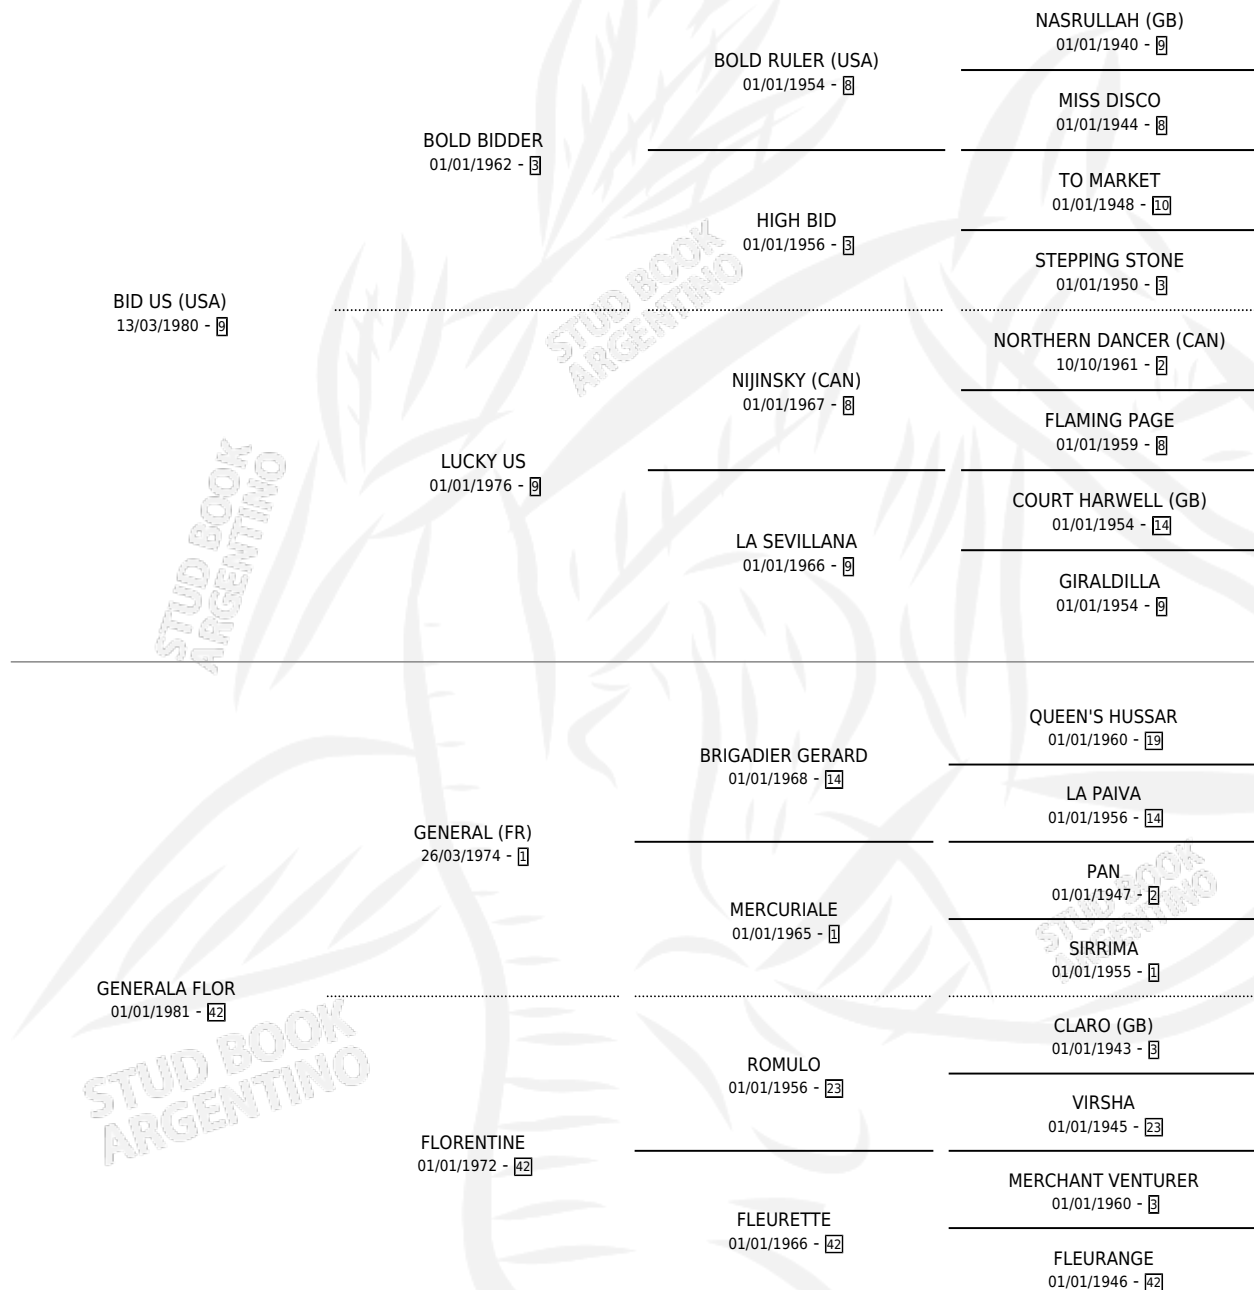 NASRULLAH (GB)
01/01/1940 - 9
BOLD RULER (USA)
01/01/1954 - 8
MISS DISCO
01/01/1944 - 8
BOLD BIDDER
01/01/1962 - 3
TO MARKET
01/01/1948 - 10
HIGH BID
01/01/1956 - 3
STEPPING STONE
01/01/1950 - 3
BID US (USA)
13/03/1980 - 9
NORTHERN DANCER (CAN)
10/10/1961 - 2
NIJINSKY (CAN)
01/01/1967 - 8
FLAMING PAGE
01/01/1959 - 8
LUCKY US
01/01/1976 - 9
COURT HARWELL (GB)
01/01/1954 - 14
LA SEVILLANA
01/01/1966 - 9
GIRALDILLA
01/01/1954 - 9
QUEEN'S HUSSAR
01/01/1960 - 19
BRIGADIER GERARD
01/01/1968 - 14
LA PAIVA
01/01/1956 - 14
GENERAL (FR)
26/03/1974 - 1
PAN
01/01/1947 - 2
MERCURIALE
01/01/1965 - 1
SIRRIMA
01/01/1955 - 1
GENERALA FLOR
01/01/1981 - 42
CLARO (GB)
01/01/1943 - 3
ROMULO
01/01/1956 - 23
VIRSHA
01/01/1945 - 23
FLORENTINE
01/01/1972 - 42
MERCHANT VENTURER
01/01/1960 - 3
FLEURETTE
01/01/1966 - 42
FLEURANGE
01/01/1946 - 42
STUD BOOK
ARGENTINO
STUD BOOK
ARGENTINO
STUD BOOK
ARGENTINO
STUD BOOK
ARGENTINO